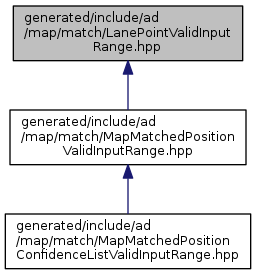 generated/include/ad
/map/match/LanePointValidInput
Range.hpp
generated/include/ad
/map/match/MapMatchedPosition
ValidInputRange.hpp
generated/include/ad
/map/match/MapMatchedPosition
ConfidenceListValidInputRange.hpp